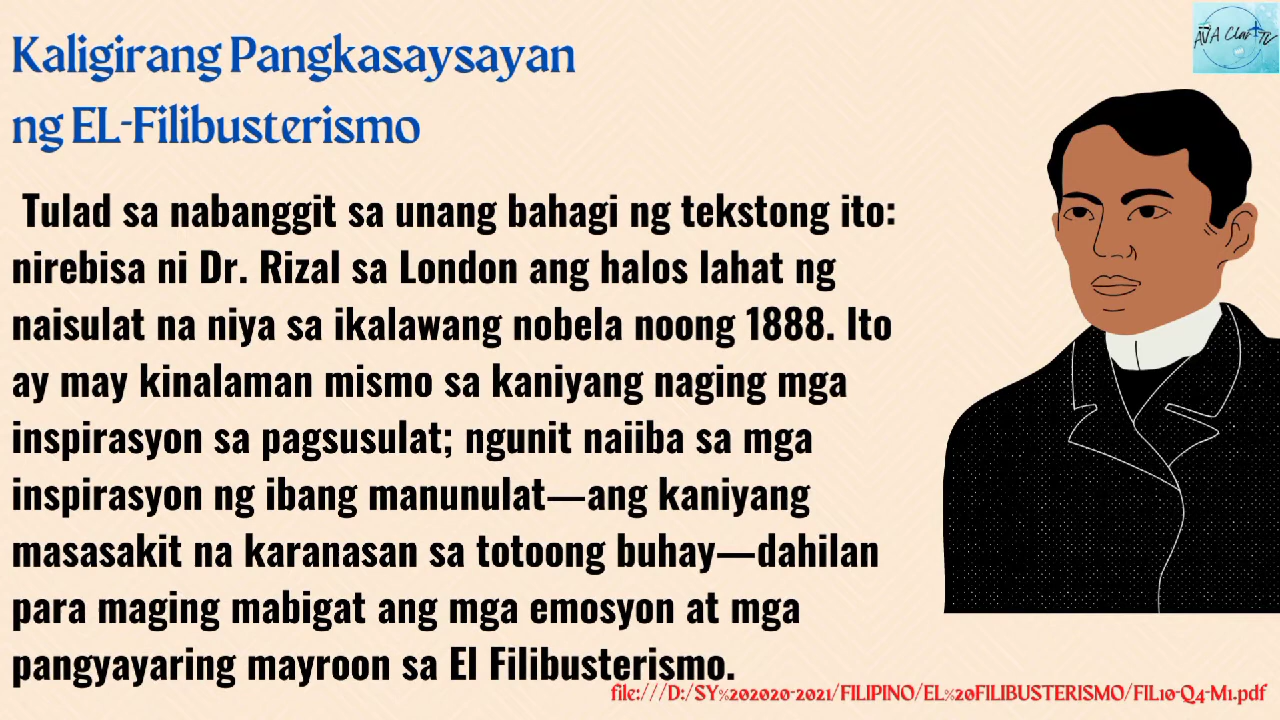 Kaligirang Pangkasaysayan
ng EL-Filibusterismo
Tulad sa nabanggit sa unang bahagi ng tekstong ito:
nirebisa ni Dr. Rizal sa London ang halos lahat ng
naisulat na niya sa ikalawang nobela noong 1888. Ito
ay may kinalaman mismo sa kaniyang naging mga
inspirasyon sa pagsusulat; ngunit naiiba sa mga
inspirasyon ng ibang manunulat—ang kaniyang
masasakit na karanasan sa totoong buhay—dahilan
para maging mabigat ang mga emosyon at mga
pangyayaring mayroon sa El Filibusterismo.
file:///D:/SY%202020-2021/FILIPINO/EL%20FILIBUSTERISMO/FIL10-Q4-M1.pdf